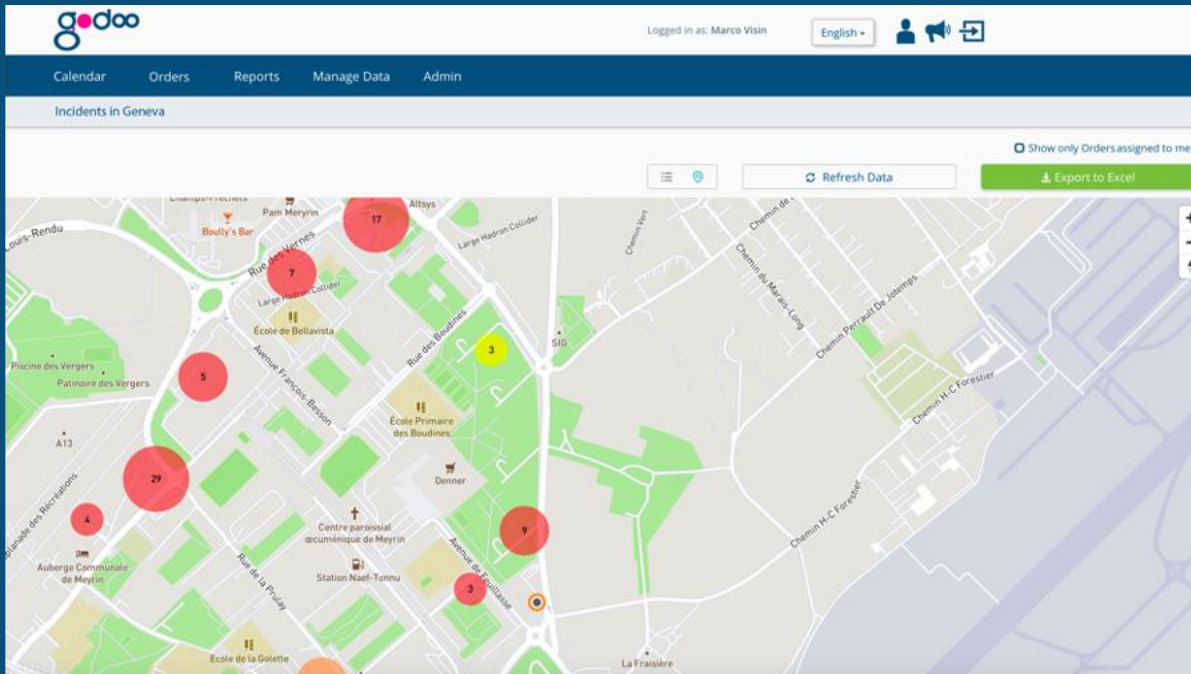 godoo
Logged in as: Marco Visin
English
Calendar
Orders
Reports
Manage Data
Admin
Incidents in Geneva
Show only Orders assigned to me
Refresh Data
Export to Excel
Champs-Fréchets
Pam Meryrin
17
Altsys
Boully's Bar
Louis-Rendu
Rue des Vernes
Large Hadron Collider
Chemin Vert
Chemin de
7
Large Hadron Collider
Chemin du Marais-Long
École de Bellavista
Rue des Boudines
3
SIG
Chemin Perrault De Jotemps
Piscine des Vergers
Patinoire des Vergers
5
Avenue François-Besson
École Primaire
des Boudines
Chemin H-C Forestier
A13
Denner
29
Esplanade des Récréations
4
Centre paroissial
œcuménique de Meyrin
9
Chemin H-C Forestier
Auberge Communale
de Meyrin
Station Naef-Tonnu
Avenue de Feuillasse
3
Rue de la Prulay
Ecole de la Golette
La Fraisière